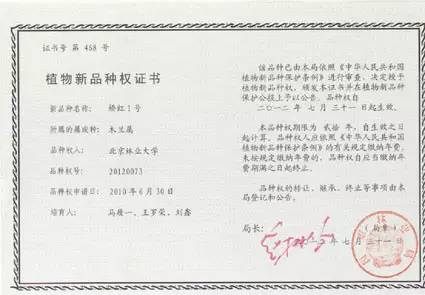 证书号 第 468 号
植物新品种权证书
新品种名称: 娇红1号
所属的属或种: 木兰属
品种权人: 北京林业大学
品种权号: 20120073
品种权申请日: 2010年6月30日
培育人: 马履一、王罗荣、刘鑫
该品种已由本局依照《中华人民共和国
植物新品种保护条例》进行审查, 决定授予
植物新品种权, 颁发本证书并在植物新品种
保护公报上予以公告。品种权自
二〇一二年 七 月 三十一 日起生效。
本品种权期限为 贰拾 年, 自生效之日
起计算。品种权人应依照《中华人民共和国
植物新品种保护条例》的有关规定缴纳年费。
未按规定缴纳年费的, 品种权自应当缴纳年
费期满之日起终止。
品种权的转让、继承、终止等事项由本
局登记和公告。
局长:
(局章)
二年 七 月 三十一 日